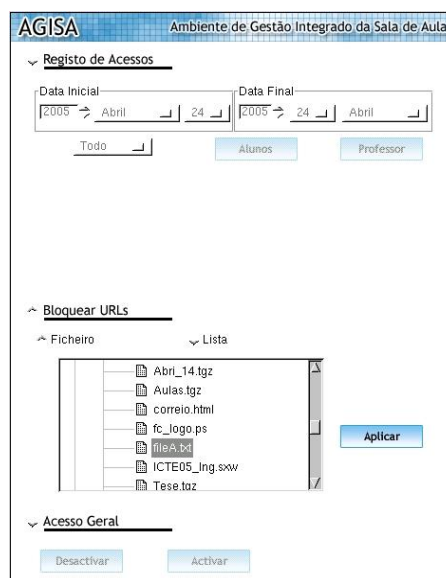 AGISA Ambiente de Gestão Integrado da Sala de Aula
Registo de Acessos
Data Inicial Data Final
2005 Abril 24 2005 24 Abril
Todo Alunos Professor
Bloquear URLs
Ficheiro Lista
Abri_14.tgz
Aulas.tgz
correio.html
fc_logo.ps
fileA.txt Aplicar
ICTE05_Ing.sxw
Tese.tgz
Acesso Geral
Desactivar Activar